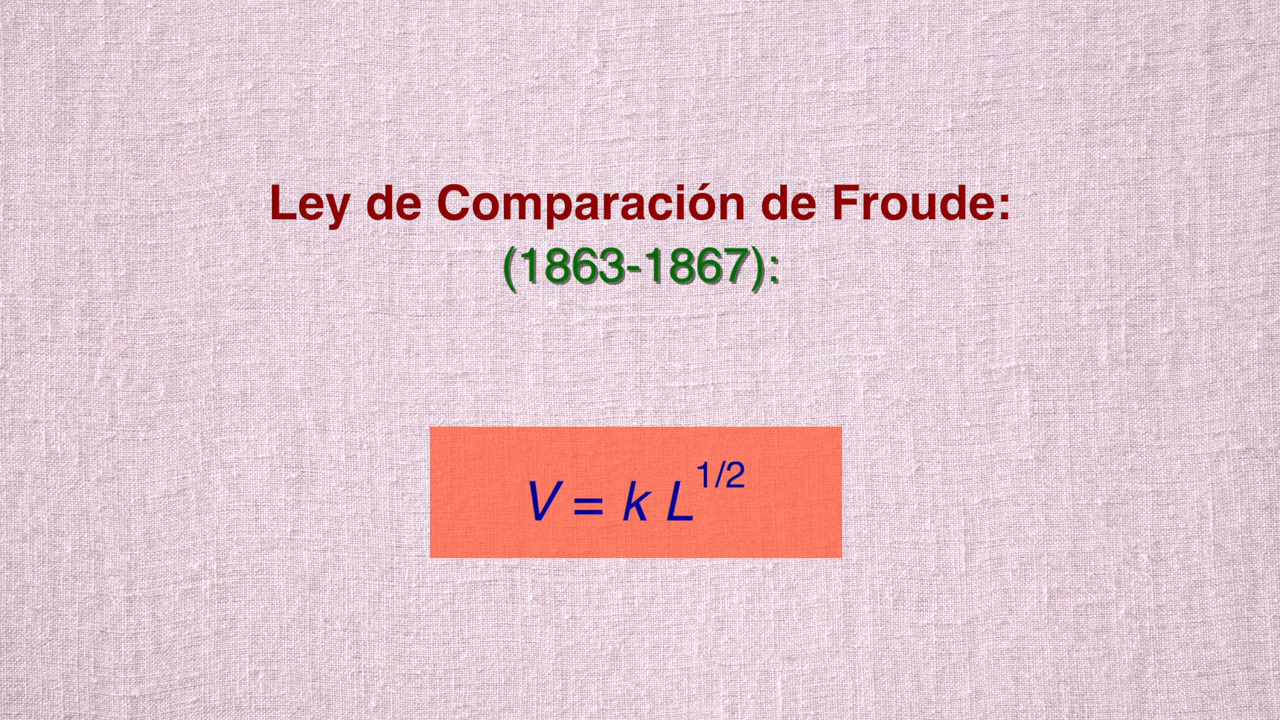 Ley de Comparación de Froude:
(1863-1867):
V = k L^1/2